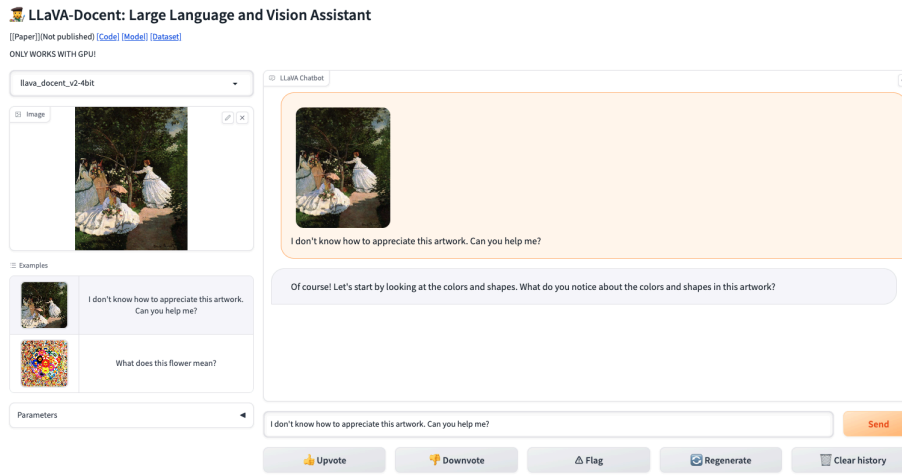 LLaVA-Docent: Large Language and Vision Assistant
[[Paper]](Not published) [Code] [Model] [Dataset]
ONLY WORKS WITH GPU!
llava_docent_v2-4bit
Image
Examples
I don't know how to appreciate this artwork.
Can you help me?
What does this flower mean?
Parameters
LLaVA Chatbot
I don't know how to appreciate this artwork. Can you help me?
Of course! Let's start by looking at the colors and shapes. What do you notice about the colors and shapes in this artwork?
I don't know how to appreciate this artwork. Can you help me?
Send
Upvote
Downvote
Flag
Regenerate
Clear history